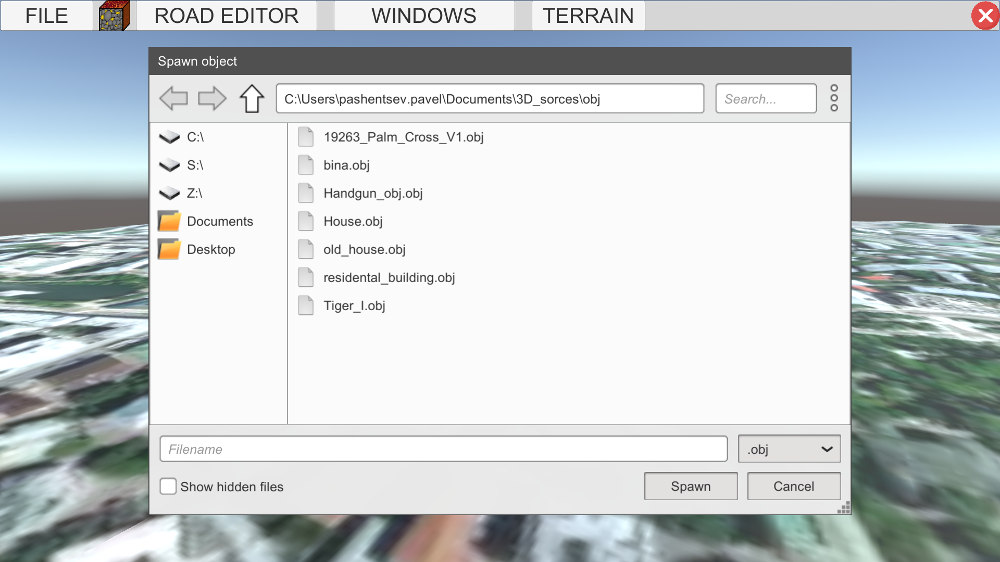 FILE ROAD EDITOR WINDOWS TERRAIN
Spawn object
C:\Users\pashentsev.pavel\Documents\3D_sorces\obj Search...
C:\
S:\
Z:\
Documents
Desktop
19263_Palm_Cross_V1.obj
bina.obj
Handgun_obj.obj
House.obj
old_house.obj
residental_building.obj
Tiger_I.obj
Filename .obj
Show hidden files Spawn Cancel